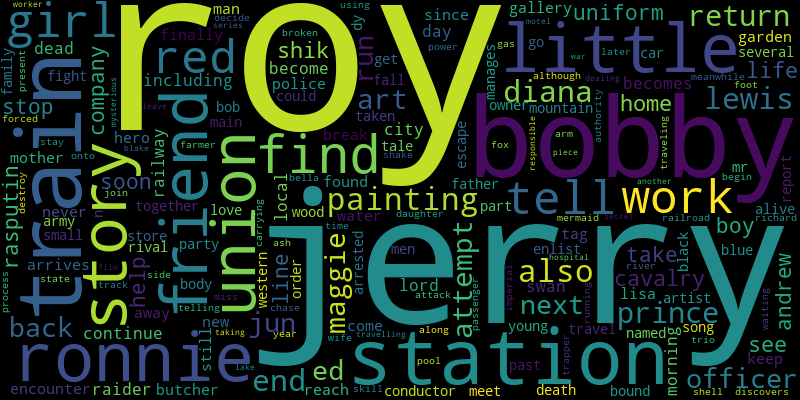 roy
jerry
bobby
train
station
story
little
friend
union
ronnie
red
girl
find
painting
tell
work
diana
prince
also
next
return
lewis
uniform
art
shik
run
end
ed
jun
maggie
line
attempt
officer
cavalry
andrew
see
take
boy
home
life
back
help
soon
rasputin
stop
company
railway
continue
raider
butcher
encounter
arrives
mother
army
small
never
rival
store
together
love
party
body
away
still
new
hero
main
bob
tale
city
police
become
including
finally
man
dy
since
day
gallery
go
get
fall
could
taken
break
found
local
wood
water
father
part
escape
manages
owner
mountain
becomes
several
garden
car
later
although
foot
authority
traveling
responsible
arm
piece
fox
mr
begin
report
alive
richard
another
railroad
secret
mermaid
tag
enlist
swan
lisa
artist
black
blue
song
named
morning
keep
travel
river
young
past
bound
death
meet
conductor
reach
lord
attack
men
arrested
order
western
carrying
daughter
ash
time
bella
shake
skill
pool
wife
travelling
along
come
year
chase
miss
telling
side
track
film
state
join
onto
destroy
process
fight
dead
family
forced
stay
present
worker
mysterious
leave
blake
farmer
broken
using
decide
series
power
motel
gas
war
dealing
meanwhile
trio
waiting
shell
discovers
hospital
running
imperial
passenger
trapper
lake
taking